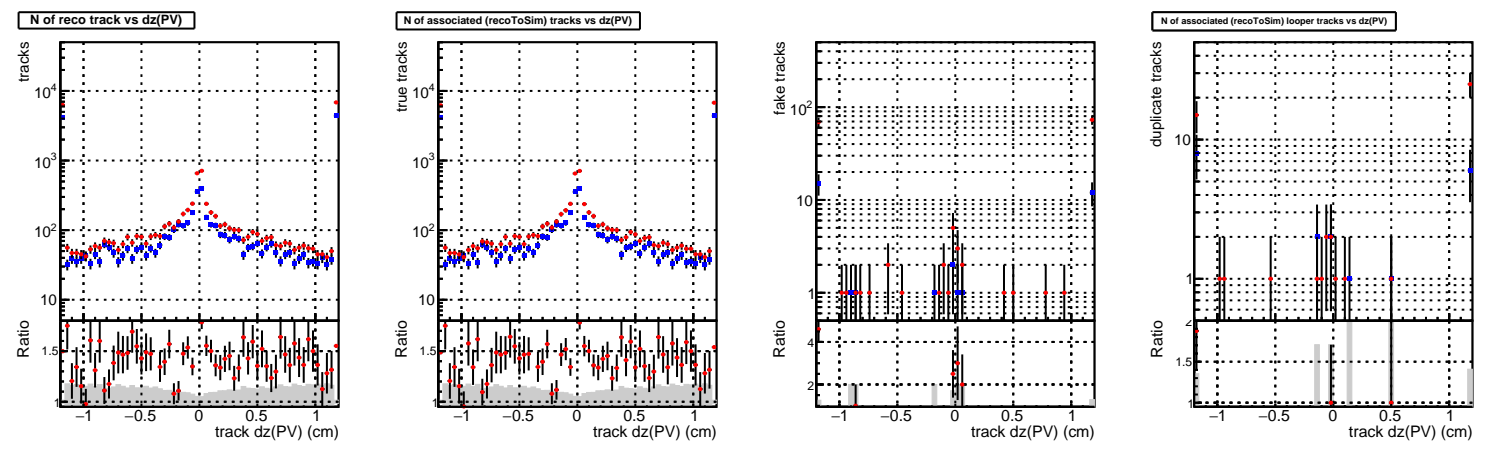 N of reco track vs dz(PV)
tracks
10⁴
10³
10²
10
Ratio
1.5
1
−1 −0.5 0 0.5 1
track dz(PV) (cm)
N of associated (recoToSim) tracks vs dz(PV)
true tracks
10⁴
10³
10²
10
Ratio
1.5
1
−1 −0.5 0 0.5 1
track dz(PV) (cm)
fake tracks
10²
10
1
Ratio
4
2
−1 −0.5 0 0.5 1
track dz(PV) (cm)
N of associated (recoToSim) looper tracks vs dz(PV)
duplicate tracks
10
1
Ratio
2
1.5
1
−1 −0.5 0 0.5 1
track dz(PV) (cm)